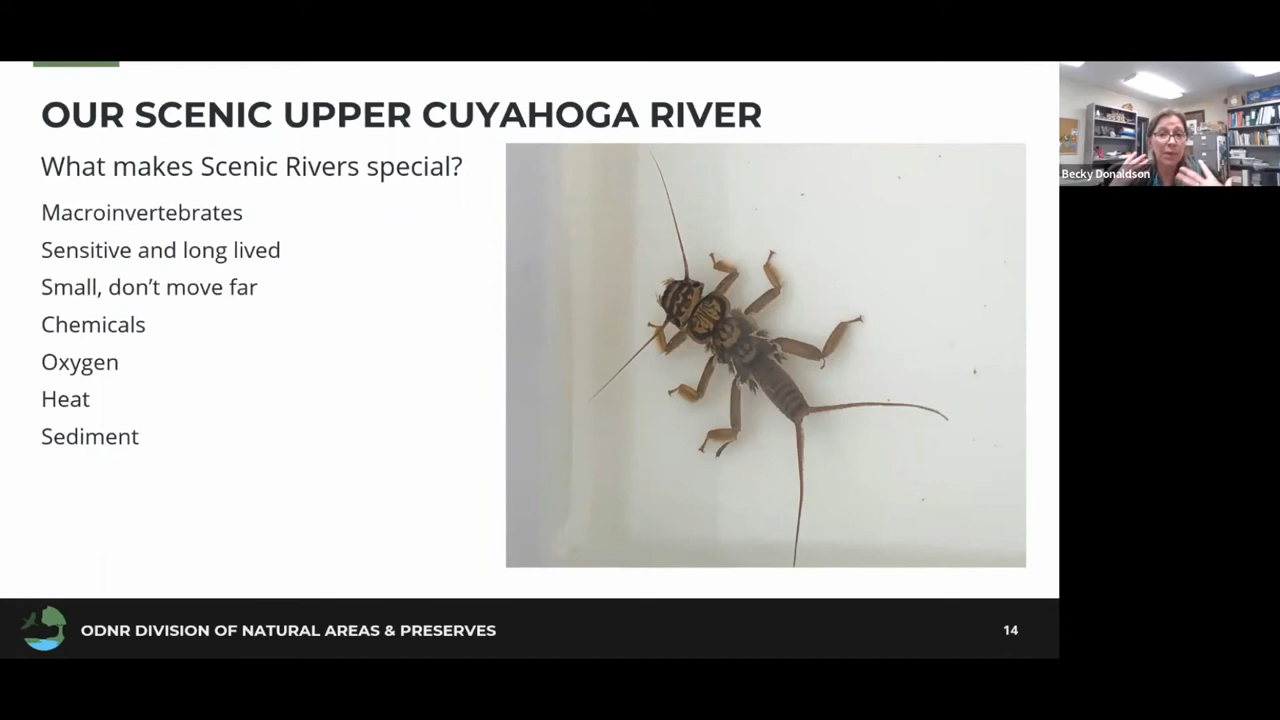 OUR SCENIC UPPER CUYAHOGA RIVER
What makes Scenic Rivers special?
Macroinvertebrates
Sensitive and long lived
Small, don’t move far
Chemicals
Oxygen
Heat
Sediment
Becky Donaldson
ODNR DIVISION OF NATURAL AREAS & PRESERVES
14